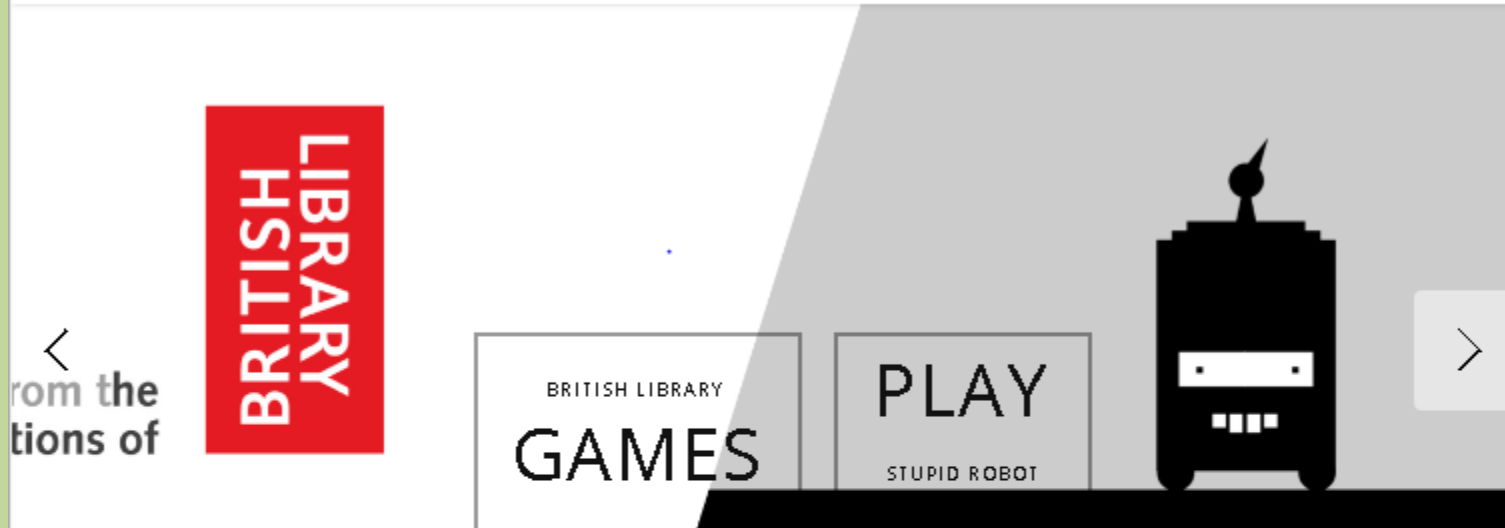 rom the
tions of
BRITISH
LIBRARY
BRITISH LIBRARY
GAMES
PLAY
STUPID ROBOT